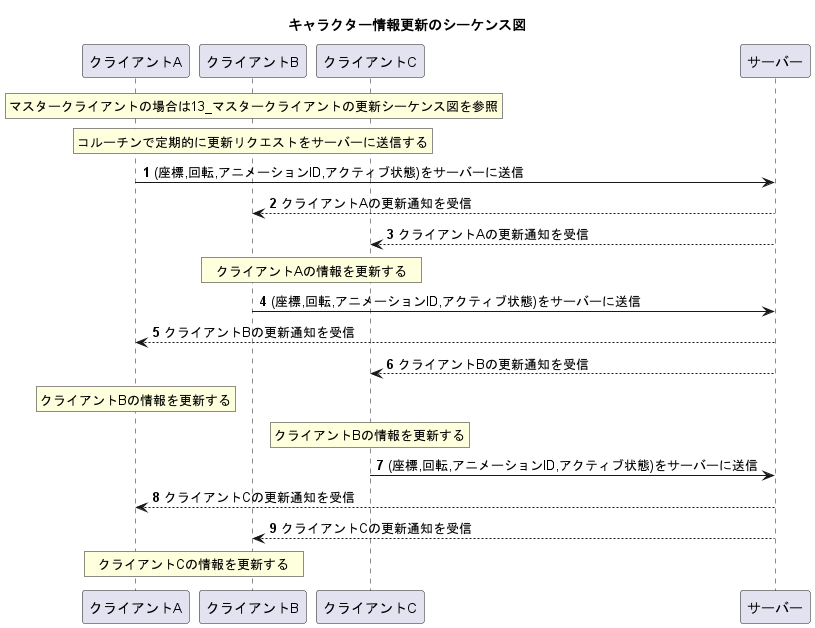 キャラクター情報更新のシーケンス図
クライアントA クライアントB クライアントC サーバー
マスタークライアントの場合は13_マスタークライアントの更新シーケンス図を参照
コルーチンで定期的に更新リクエストをサーバーに送信する
1 (座標,回転,アニメーションID,アクティブ状態)をサーバーに送信
2 クライアントAの更新通知を受信
3 クライアントAの更新通知を受信
クライアントAの情報を更新する
4 (座標,回転,アニメーションID,アクティブ状態)をサーバーに送信
5 クライアントBの更新通知を受信
6 クライアントBの更新通知を受信
クライアントBの情報を更新する
クライアントBの情報を更新する
7 (座標,回転,アニメーションID,アクティブ状態)をサーバーに送信
8 クライアントCの更新通知を受信
9 クライアントCの更新通知を受信
クライアントCの情報を更新する
クライアントA クライアントB クライアントC サーバー